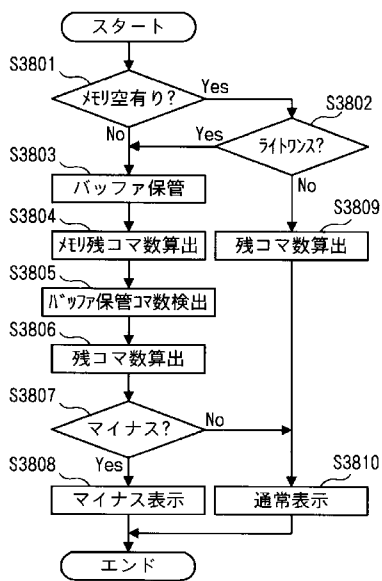 スタート
S3801
メモリ空有り?
Yes
No
S3802
ライトワンス?
Yes
No
S3803
バッファ保管
S3804
メモリ残コマ数算出
S3809
残コマ数算出
S3805
バッファ保管コマ数検出
S3806
残コマ数算出
S3807
マイナス?
No
Yes
S3808
マイナス表示
S3810
通常表示
エンド